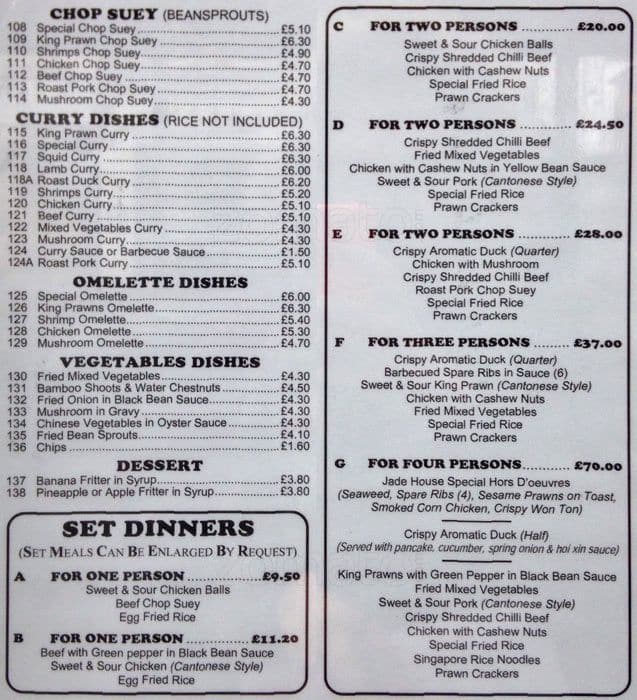 CHOP SUEY (BEANSPROUTS)
108 Special Chop Suey £5.10
109 King Prawn Chop Suey £6.30
110 Shrimps Chop Suey £4.90
111 Chicken Chop Suey £4.70
112 Beef Chop Suey £4.70
113 Roast Pork Chop Suey £4.70
114 Mushroom Chop Suey £4.30
CURRY DISHES (RICE NOT INCLUDED)
115 King Prawn Curry £6.30
116 Special Curry £6.30
117 Squid Curry £6.30
118 Lamb Curry £6.00
118A Roast Duck Curry £6.20
119 Shrimps Curry £5.20
120 Chicken Curry £5.10
121 Beef Curry £5.10
122 Mixed Vegetables Curry £4.30
123 Mushroom Curry £4.30
124 Curry Sauce or Barbecue Sauce £1.50
124A Roast Pork Curry £5.10
OMELETTE DISHES
125 Special Omelette £6.00
126 King Prawns Omelette £6.30
127 Shrimp Omelette £5.40
128 Chicken Omelette £5.30
129 Mushroom Omelette £4.70
VEGETABLES DISHES
130 Fried Mixed Vegetables £4.30
131 Bamboo Shoots & Water Chestnuts £4.50
132 Fried Onion in Black Bean Sauce £4.30
133 Mushroom in Gravy £4.30
134 Chinese Vegetables in Oyster Sauce £4.30
135 Fried Bean Sprouts £4.10
136 Chips £1.60
DESSERT
137 Banana Fritter in Syrup £3.80
138 Pineapple or Apple Fritter in Syrup £3.80
SET DINNERS
(SET MEALS CAN BE ENLARGED BY REQUEST)
A FOR ONE PERSON £9.50
Sweet & Sour Chicken Balls
Beef Chop Suey
Egg Fried Rice
B FOR ONE PERSON £11.20
Beef with Green pepper in Black Bean Sauce
Sweet & Sour Chicken (Cantonese Style)
Egg Fried Rice
C FOR TWO PERSONS £20.00
Sweet & Sour Chicken Balls
Crispy Shredded Chilli Beef
Chicken with Cashew Nuts
Special Fried Rice
Prawn Crackers
D FOR TWO PERSONS £24.50
Crispy Shredded Chilli Beef
Fried Mixed Vegetables
Chicken with Cashew Nuts in Yellow Bean Sauce
Sweet & Sour Pork (Cantonese Style)
Special Fried Rice
Prawn Crackers
E FOR TWO PERSONS £28.00
Crispy Aromatic Duck (Quarter)
Chicken with Mushroom
Crispy Shredded Chilli Beef
Roast Pork Chop Suey
Special Fried Rice
Prawn Crackers
F FOR THREE PERSONS £37.00
Crispy Aromatic Duck (Quarter)
Barbecued Spare Ribs in Sauce (6)
Sweet & Sour King Prawn (Cantonese Style)
Chicken with Cashew Nuts
Fried Mixed Vegetables
Special Fried Rice
Prawn Crackers
G FOR FOUR PERSONS £70.00
Jade House Special Hors D'oeuvres
(Seaweed, Spare Ribs (4), Sesame Prawns on Toast,
Smoked Corn Chicken, Crispy Won Ton)
Crispy Aromatic Duck (Half)
(Served with pancake, cucumber, spring onion & hoi xin sauce)
King Prawns with Green Pepper in Black Bean Sauce
Fried Mixed Vegetables
Sweet & Sour Pork (Cantonese Style)
Crispy Shredded Chilli Beef
Chicken with Cashew Nuts
Special Fried Rice
Singapore Rice Noodles
Prawn Crackers